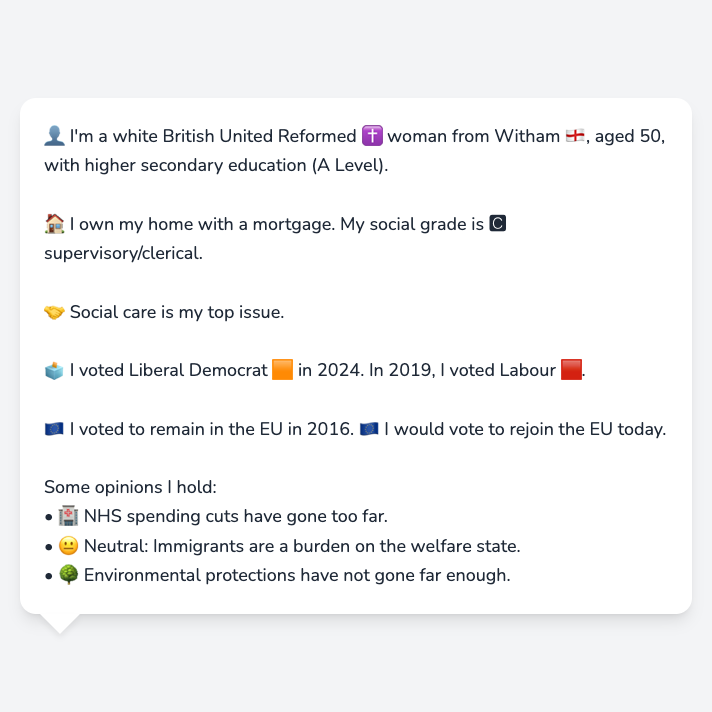 👤 I'm a white British United Reformed ✝️ woman from Witham 🏴󠁧󠁢󠁥󠁮󠁧󠁿, aged 50,
with higher secondary education (A Level).
🏠 I own my home with a mortgage. My social grade is 🅲
supervisory/clerical.
🤝 Social care is my top issue.
🗳️ I voted Liberal Democrat 🟧 in 2024. In 2019, I voted Labour 🟥.
🇪🇺 I voted to remain in the EU in 2016. 🇪🇺 I would vote to rejoin the EU today.
Some opinions I hold:
• 🏥 NHS spending cuts have gone too far.
• 😐 Neutral: Immigrants are a burden on the welfare state.
• 🌳 Environmental protections have not gone far enough.